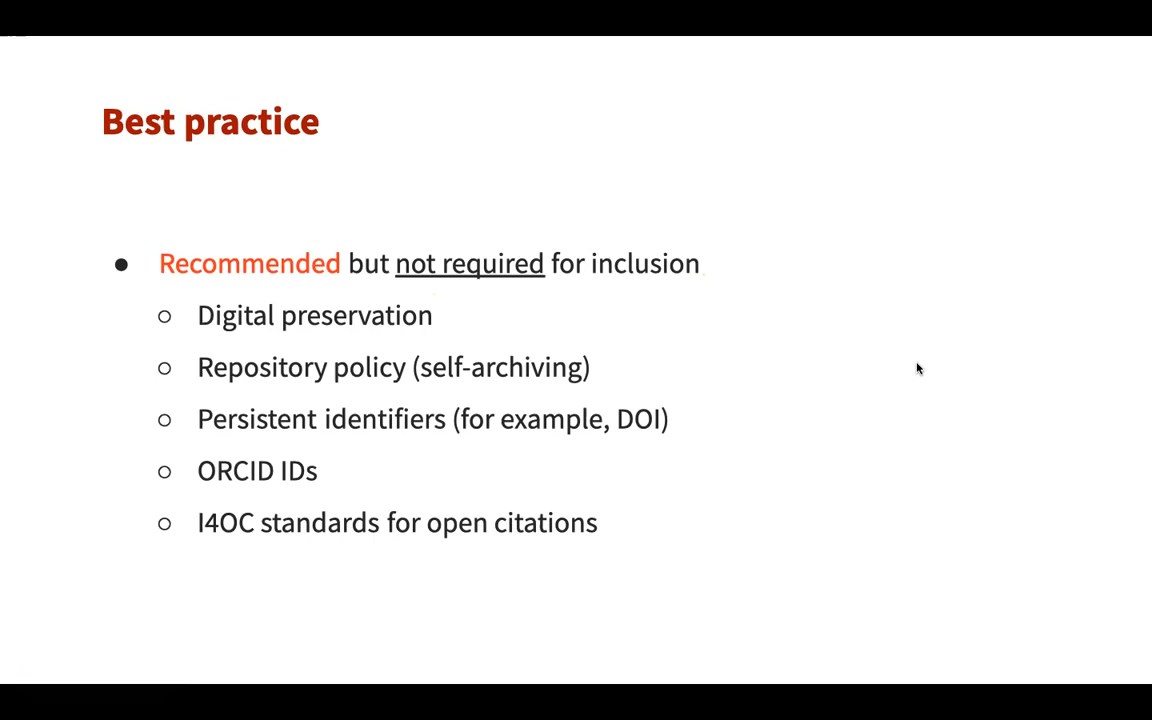 Best practice
● Recommended but not required for inclusion
○ Digital preservation
○ Repository policy (self-archiving)
○ Persistent identifiers (for example, DOI)
○ ORCID IDs
○ I4OC standards for open citations